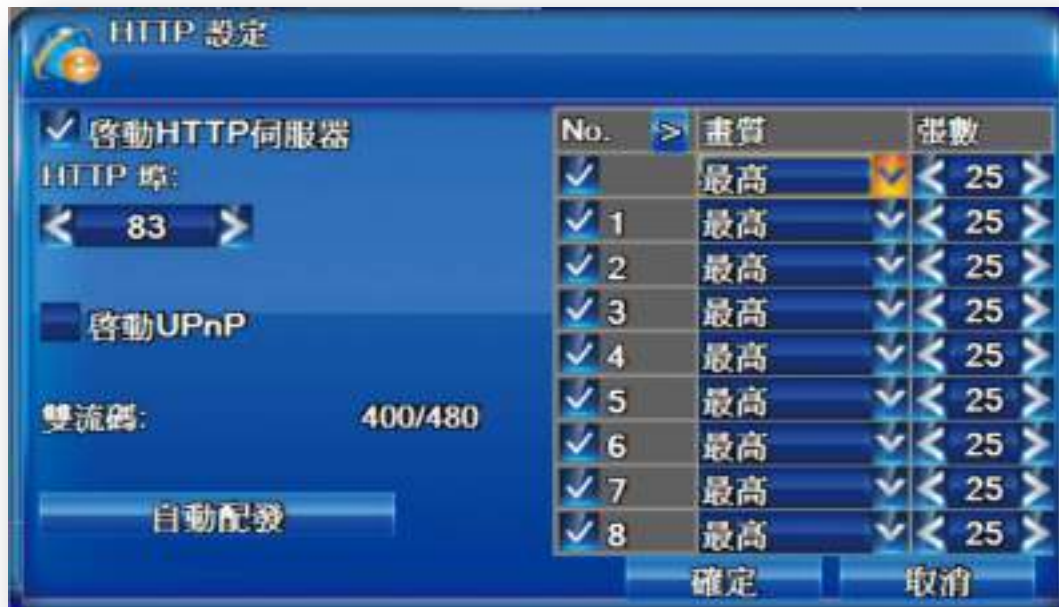 HTTP 設定
啓動HTTP伺服器
HTTP 埠:
83
啓動UPnP
雙流碼: 400/480
自動配發
No. > 畫質 張數
最高 25
1 最高 25
2 最高 25
3 最高 25
4 最高 25
5 最高 25
6 最高 25
7 最高 25
8 最高 25
確定 取消